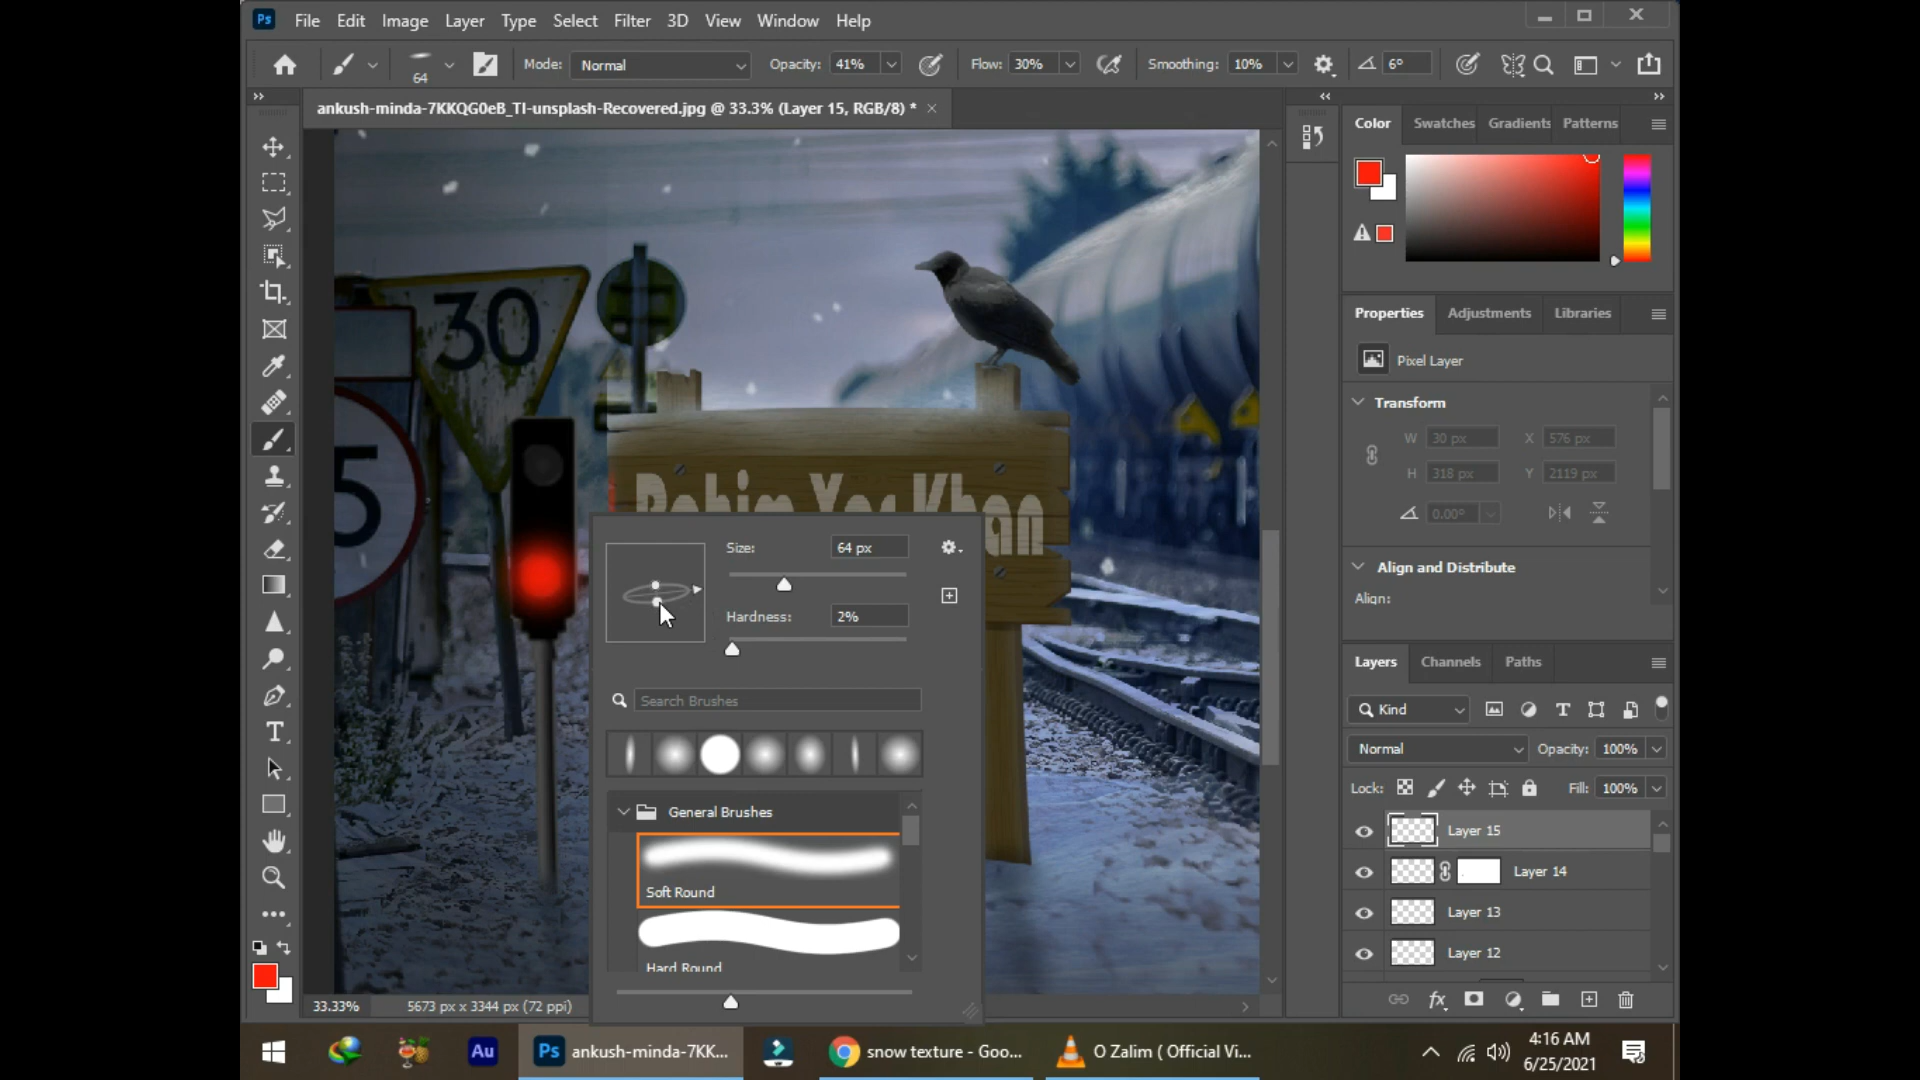 Ps File Edit Image Layer Type Select Filter 3D View Window Help
64 Mode: Normal Opacity: 41% Flow: 30% Smoothing: 10% 6°
ankush-minda-7KKQG0eB_TI-unsplash-Recovered.jpg @ 33.3% (Layer 15, RGB/8) *
Color Swatches Gradients Patterns
30
5
Properties Adjustments Libraries
Pixel Layer
Transform
W 30 px X 576 px
H 318 px Y 2119 px
0.00°
Align and Distribute
Align:
Size: 64 px
Hardness: 2%
Search Brushes
General Brushes
Soft Round
Hard Round
Layers Channels Paths
Kind
Normal Opacity: 100%
Lock: Fill: 100%
Layer 15
Layer 14
Layer 13
Layer 12
33.33% 5673 px x 3344 px (72 ppi)
Au Ps ankush-minda-7KK... snow texture - Goo... O Zalim ( Official Vi...
4:16 AM
6/25/2021